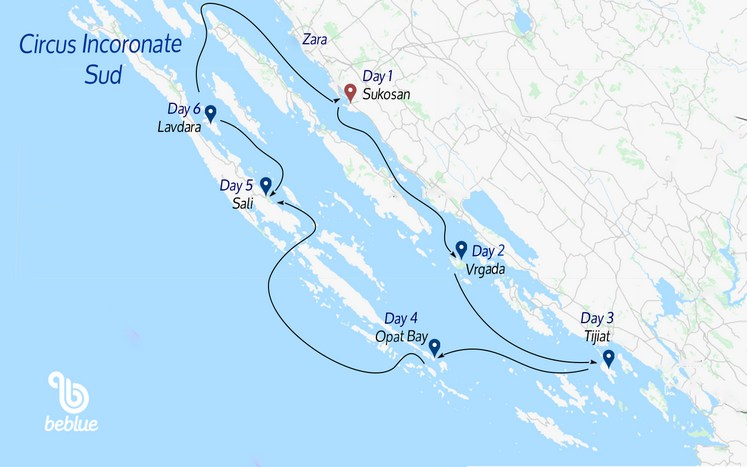 Circus Incoronate
Sud
Zara
Day 1
Sukosan
Day 6
Lavdara
Day 5
Sali
Day 2
Vrgada
Day 4
Opat Bay
Day 3
Tijiat
beblue